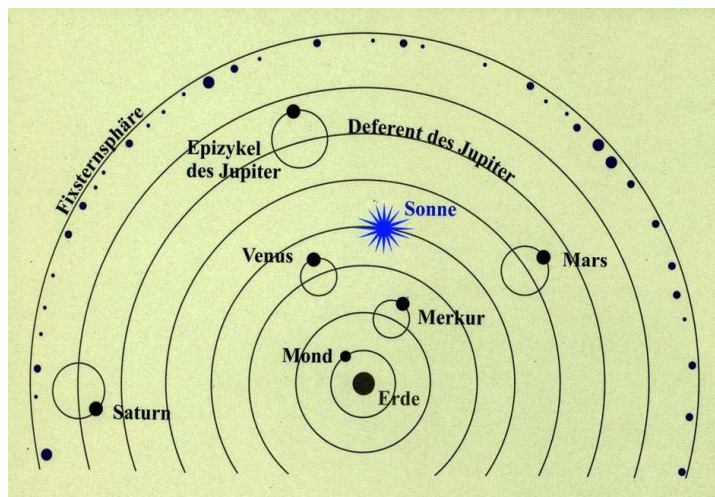 Fixsternsphäre
Epizykel
des Jupiter
Deferent des Jupiter
Sonne
Venus
Mars
Merkur
Mond
Erde
Saturn